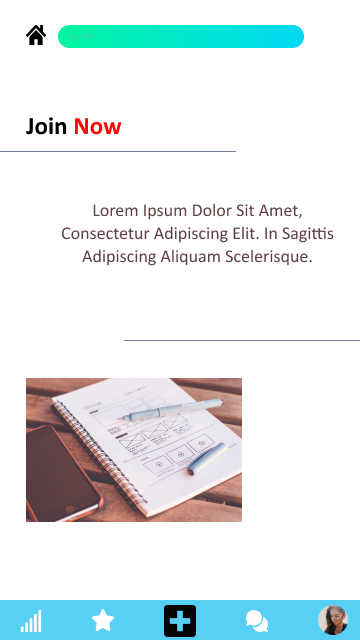 Join Now
Lorem Ipsum Dolor Sit Amet,
Consectetur Adipiscing Elit. In Sagittis
Adipiscing Aliquam Scelerisque.